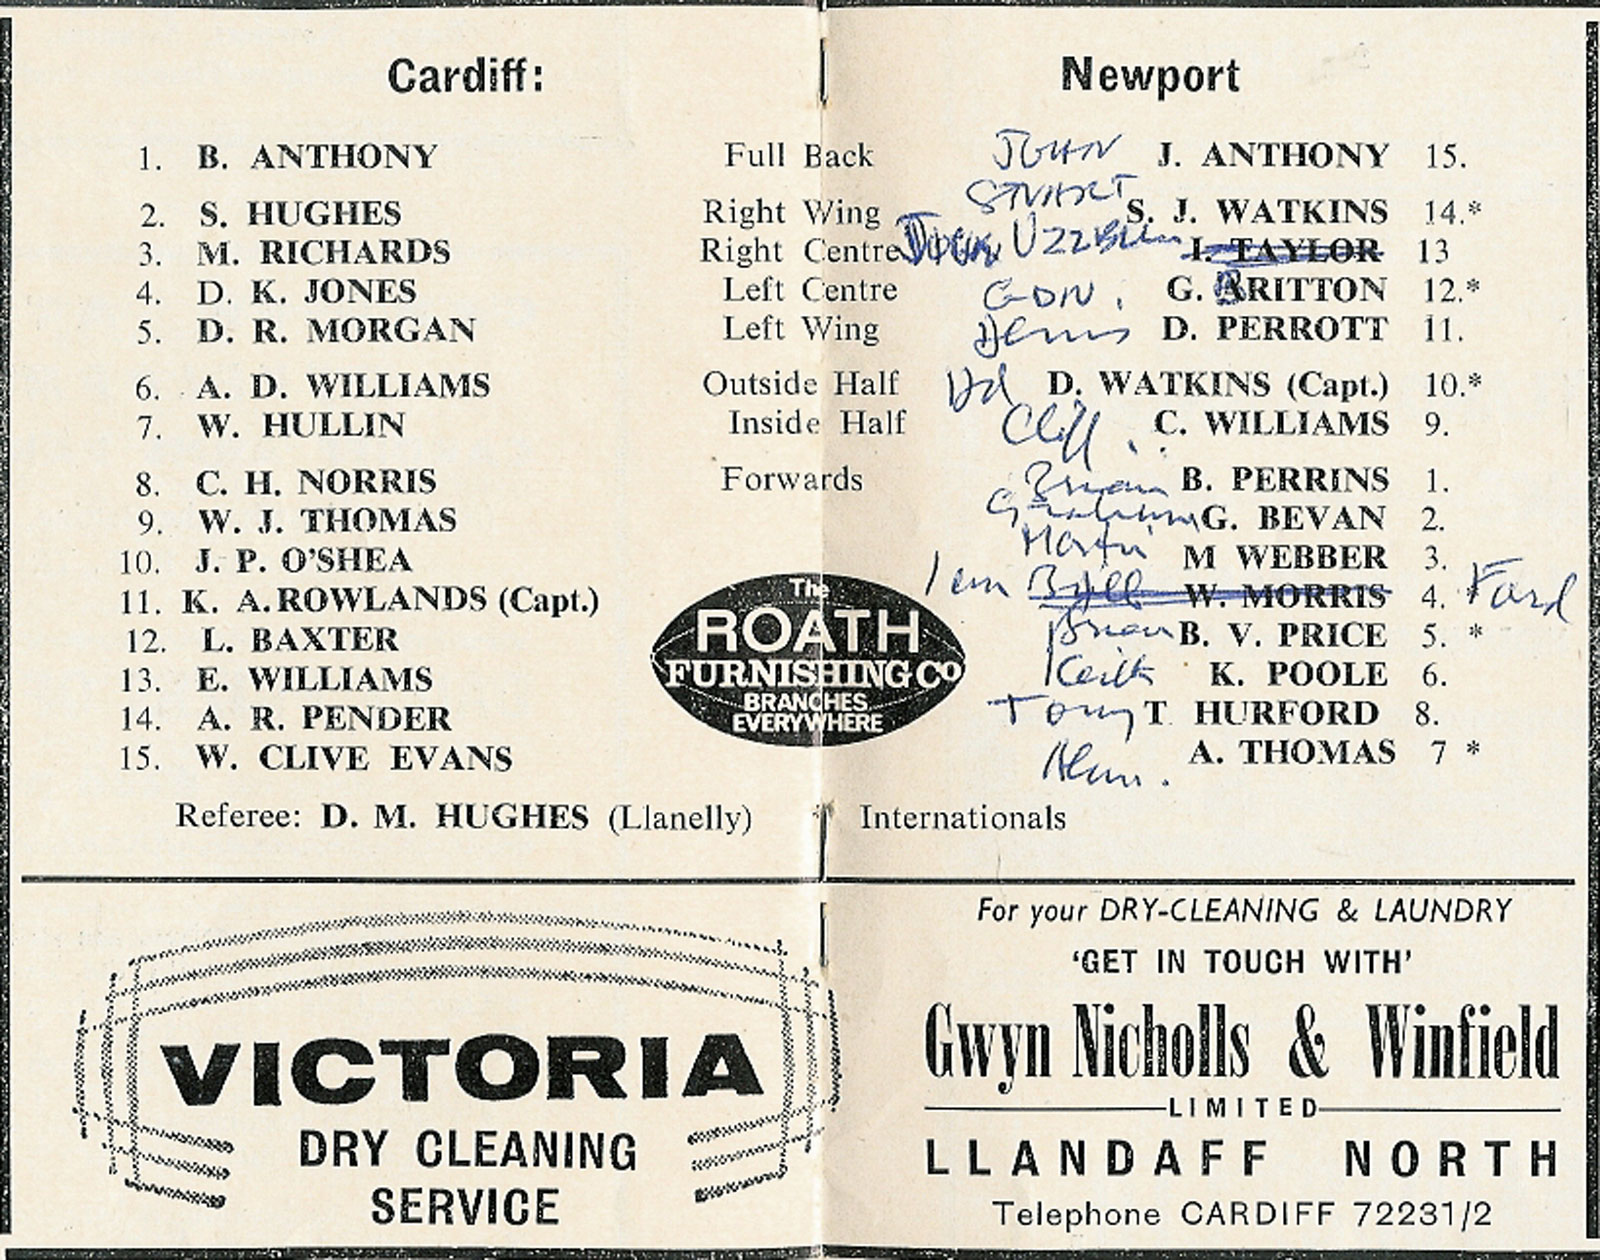 Cardiff: Newport
1. B. ANTHONY Full Back JOHN J. ANTHONY 15.
2. S. HUGHES Right Wing STUART S. J. WATKINS 14.*
3. M. RICHARDS Right Centre UZZELL I. TAYLOR 13
4. D. K. JONES Left Centre G. BRITTON 12.*
5. D. R. MORGAN Left Wing Denis D. PERROTT 11.
6. A. D. WILLIAMS Outside Half D. WATKINS (Capt.) 10.*
7. W. HULLIN Inside Half Cliff. C. WILLIAMS 9.
8. C. H. NORRIS Forwards Brian B. PERRINS 1.
9. W. J. THOMAS Graham G. BEVAN 2.
10. J. P. O'SHEA Martin M WEBBER 3.
11. K. A. ROWLANDS (Capt.) Ian Bill W. MORRIS 4. * Ford
12. L. BAXTER Brian B. V. PRICE 5. *
13. E. WILLIAMS Keith K. POOLE 6.
14. A. R. PENDER Tony T HURFORD 8.
15. W. CLIVE EVANS Alan. A. THOMAS 7 *
The
ROATH
FURNISHING Co
BRANCHES
EVERYWHERE
Referee: D. M. HUGHES (Llanelly) * Internationals
VICTORIA
DRY CLEANING
SERVICE
For your DRY-CLEANING & LAUNDRY
'GET IN TOUCH WITH'
Gwyn Nicholls & Winfield
LIMITED
LLANDAFF NORTH
Telephone CARDIFF 72231/2